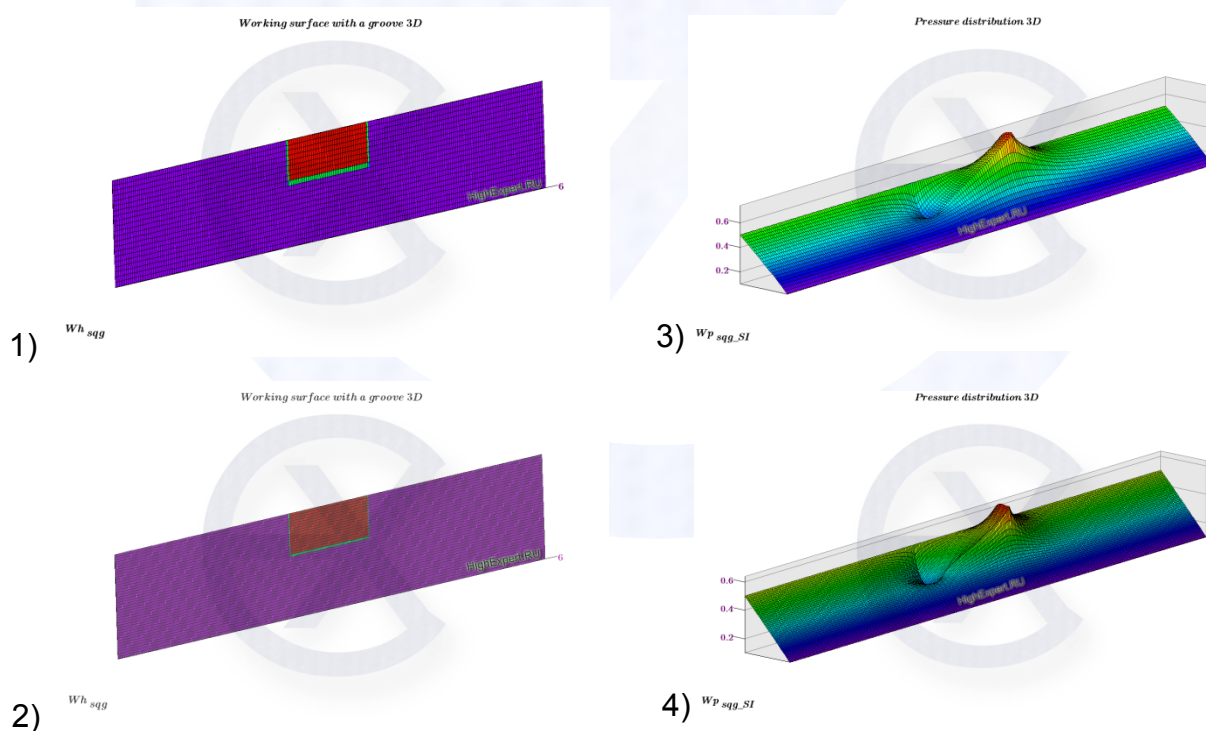 Working surface with a groove 3D
HighExpert.RU
6
1)
Wh sqg
Pressure distribution 3D
0.6
0.4
0.2
HighExpert.RU
3)
Wp sqg_SI
Working surface with a groove 3D
HighExpert.RU
6
2)
Wh sqg
Pressure distribution 3D
0.6
0.4
0.2
HighExpert.RU
4)
Wp sqg_SI